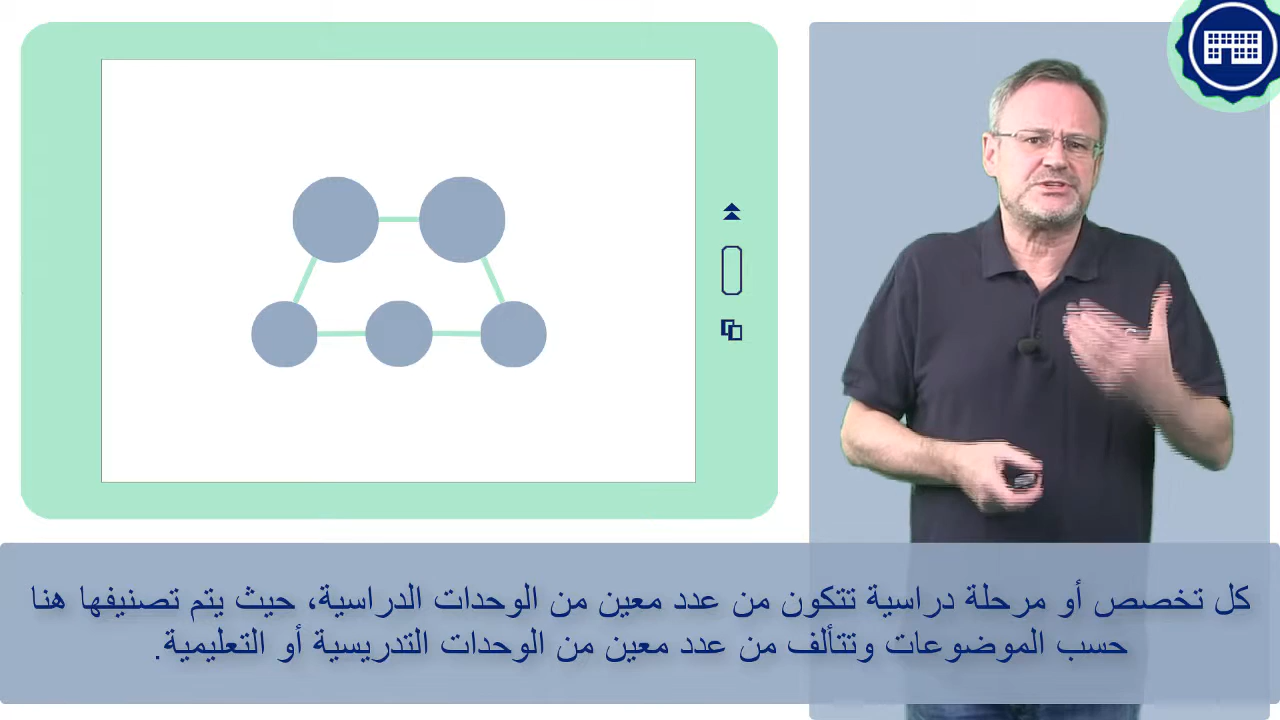 كل تخصص أو مرحلة دراسية تتكون من عدد معين من الوحدات الدراسية، حيث يتم تصنيفها هنا
حسب الموضوعات وتتألف من عدد معين من الوحدات التدريسية أو التعليمية.